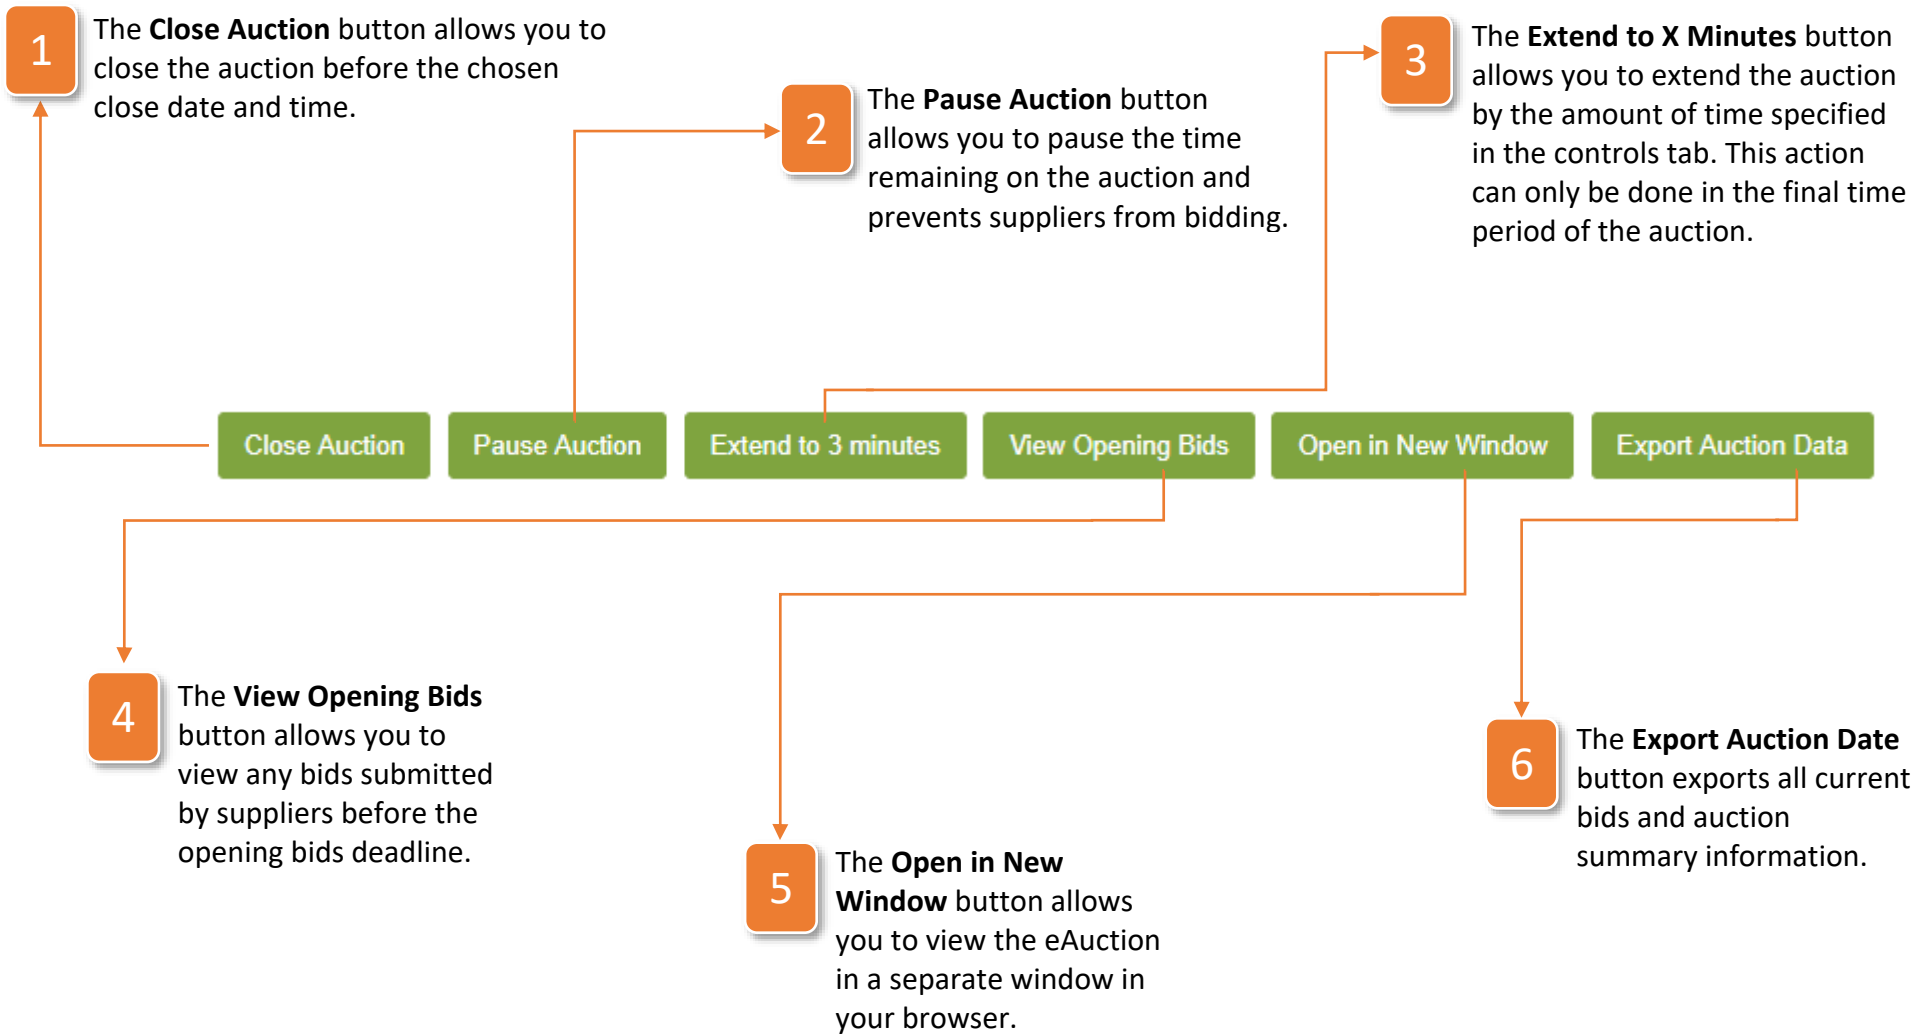 1
The Close Auction button allows you to
close the auction before the chosen
close date and time.
2
The Pause Auction button
allows you to pause the time
remaining on the auction and
prevents suppliers from bidding.
3
The Extend to X Minutes button
allows you to extend the auction
by the amount of time specified
in the controls tab. This action
can only be done in the final time
period of the auction.
Close Auction
Pause Auction
Extend to 3 minutes
View Opening Bids
Open in New Window
Export Auction Data
4
The View Opening Bids
button allows you to
view any bids submitted
by suppliers before the
opening bids deadline.
5
The Open in New
Window button allows
you to view the eAuction
in a separate window in
your browser.
6
The Export Auction Date
button exports all current
bids and auction
summary information.